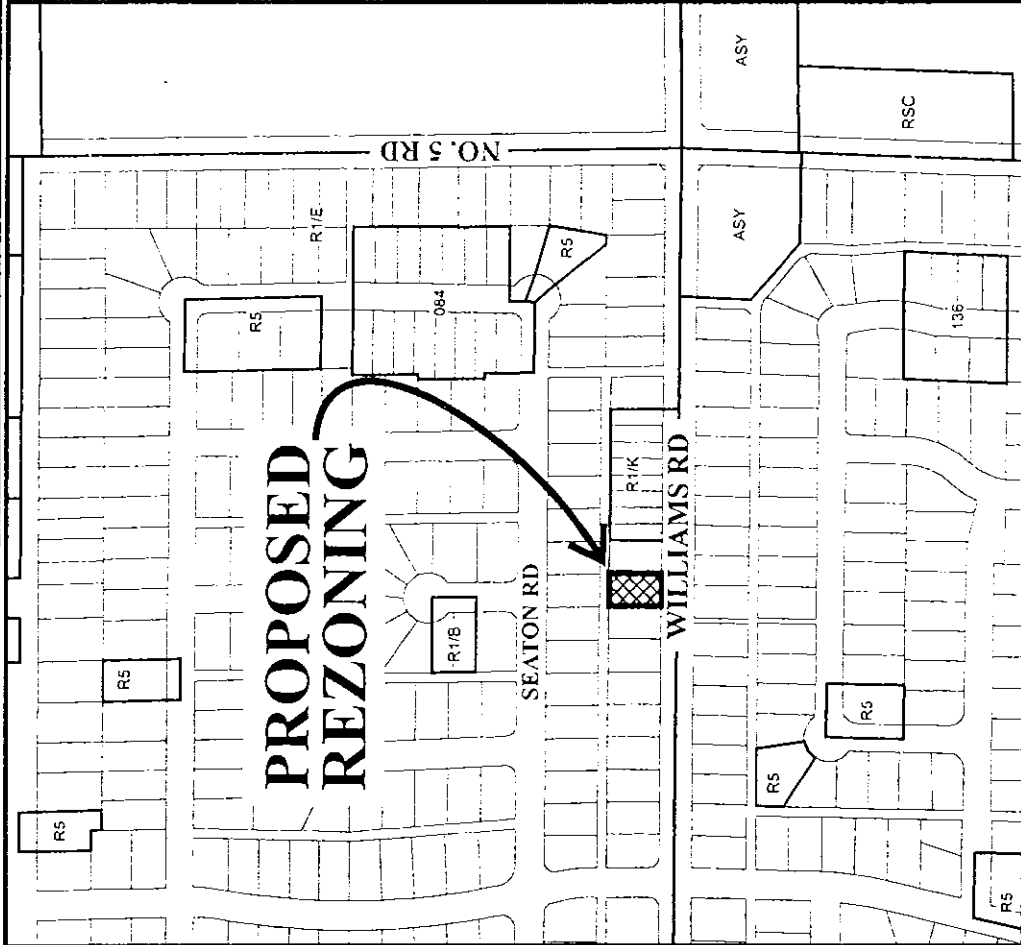 ASY
RSC
NO. 5 RD
R1/E
ASY
R5
084
R5
136
PROPOSED
REZONING
R1/K
WILLIAMS RD
SEATON RD
R1/B
R5
R5
R5
R5
R5